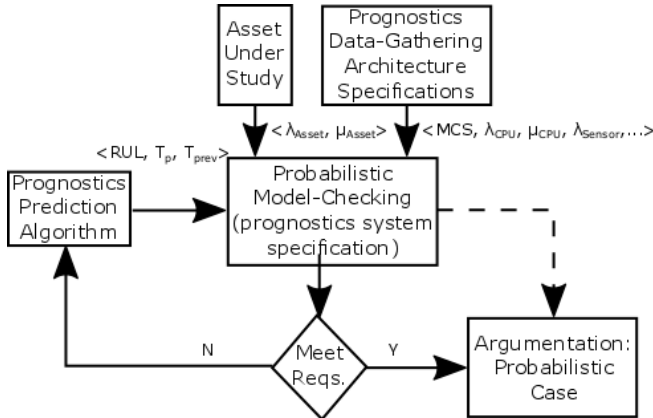 Asset
Under
Study
Prognostics
Data-Gathering
Architecture
Specifications
<λAsset, μAsset>
<MCS, λCPU, μCPU, λSensor,...>
<RUL, Tp, Tprev>
Prognostics
Prediction
Algorithm
Probabilistic
Model-Checking
(prognostics system
specification)
N
Meet
Reqs.
Y
Argumentation:
Probabilistic
Case